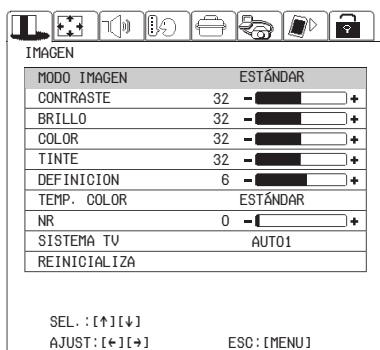 IMAGEN
MODO IMAGEN ESTÁNDAR
CONTRASTE 32 - +
BRILLO 32 - +
COLOR 32 - +
TINTE 32 - +
DEFINICION 6 - +
TEMP. COLOR ESTÁNDAR
NR 0 - +
SISTEMA TV AUTO1
REINICIALIZA
SEL.:[↑][↓]
AJUST:[←][→] ESC:[MENU]